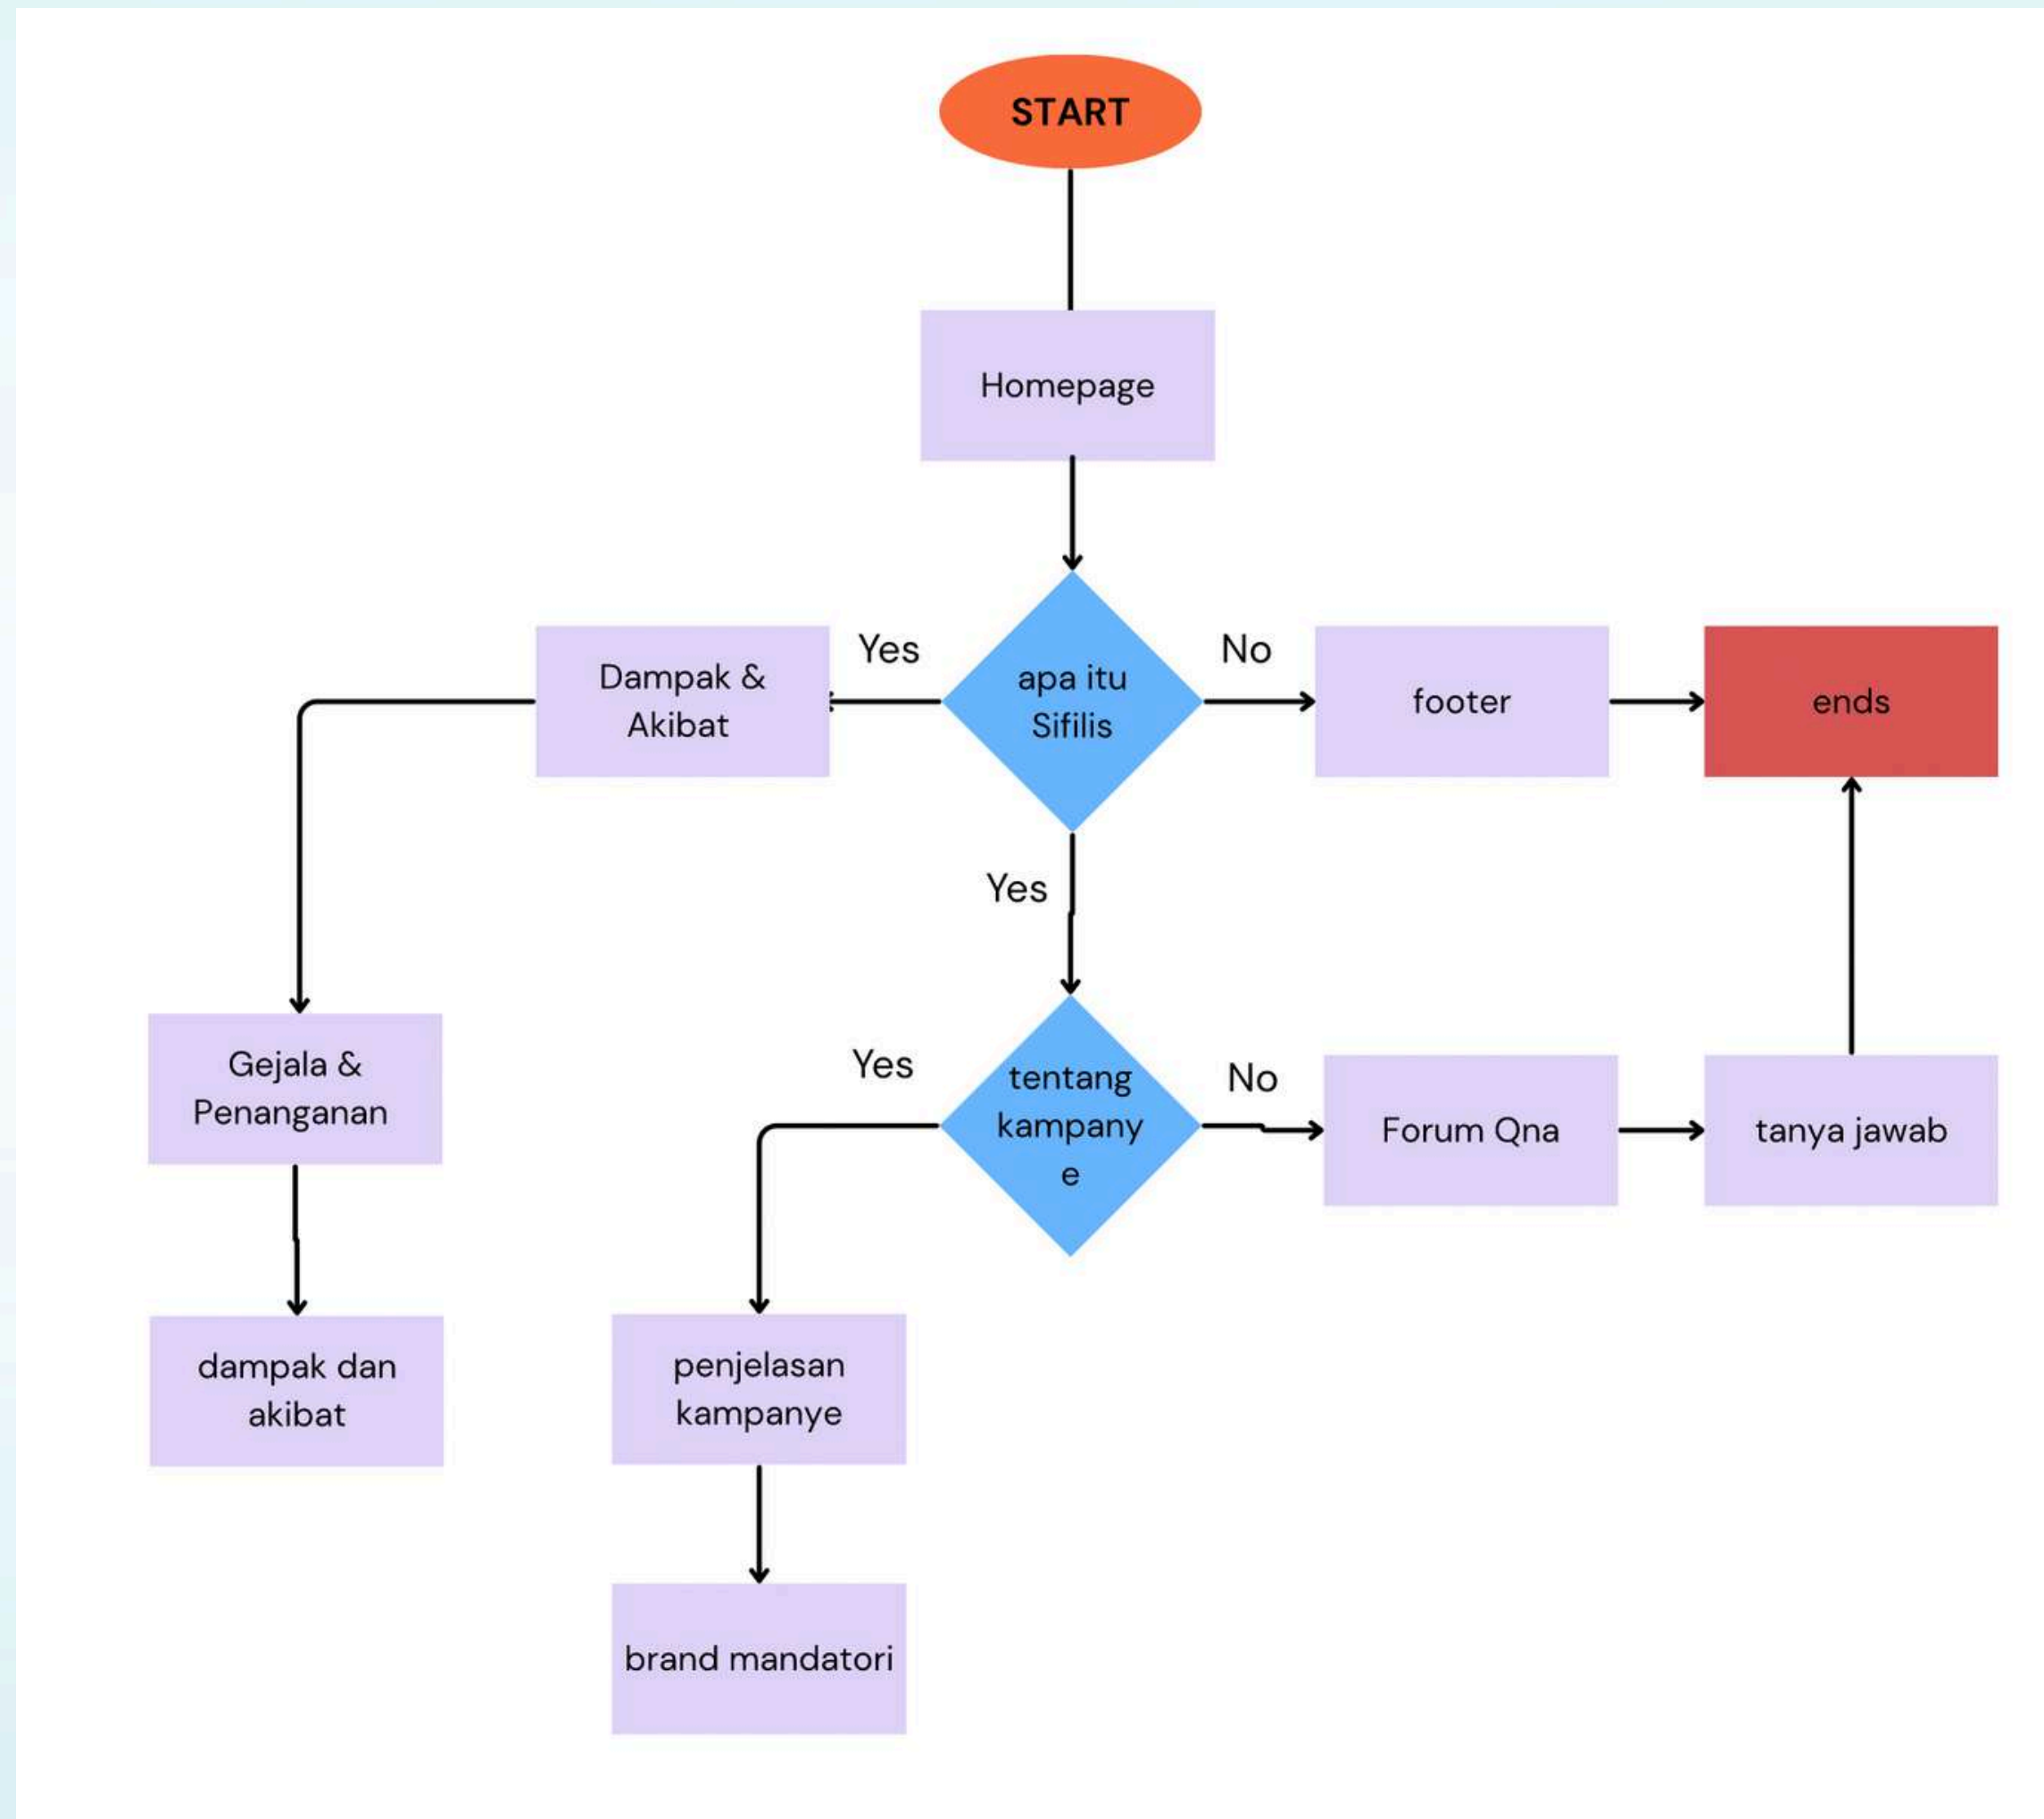 START
Homepage
Yes
No
Dampak &
Akibat
apa itu
Sifilis
footer
ends
Yes
Yes
No
Gejala &
Penanganan
tentang
kampany
e
Forum Qna
tanya jawab
dampak dan
akibat
penjelasan
kampanye
brand mandatori